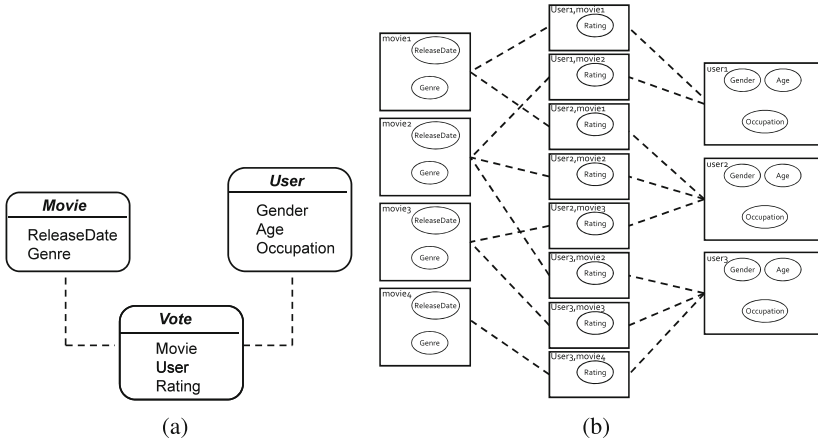 Movie
ReleaseDate
Genre
User
Gender
Age
Occupation
Vote
Movie
User
Rating
(a)
movie1
ReleaseDate
Genre
movie2
ReleaseDate
Genre
movie3
ReleaseDate
Genre
movie4
ReleaseDate
Genre
User1,movie1
Rating
User1,movie2
Rating
User2,movie1
Rating
User2,movie2
Rating
User2,movie3
Rating
User3,movie2
Rating
User3,movie3
Rating
User3,movie4
Rating
user1
Gender Age
Occupation
user2
Gender Age
Occupation
user3
Gender Age
Occupation
(b)